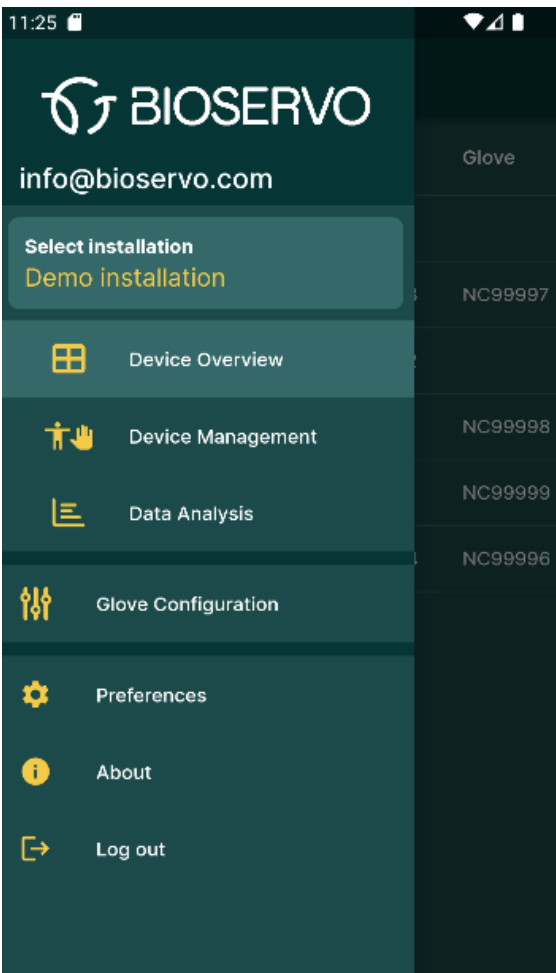 11:25
BIOSERVO
info@bioservo.com
Glove
Select installation
Demo installation
NC99997
Device Overview
Device Management
NC99998
Data Analysis
NC99999
NC99996
Glove Configuration
Preferences
About
Log out